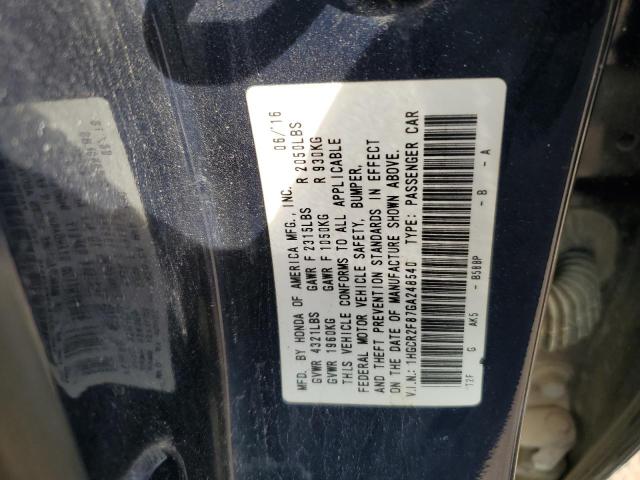 MFD. BY HONDA OF AMERICA MFG., INC. 06/'16
GVWR 4321LBS GAWR F 2315LBS R 2050LBS
GVWR 1960KG GAWR F 1050KG R 930KG
THIS VEHICLE CONFORMS TO ALL APPLICABLE
FEDERAL MOTOR VEHICLE SAFETY, BUMPER,
AND THEFT PREVENTION STANDARDS IN EFFECT
ON THE DATE OF MANUFACTURE SHOWN ABOVE.
V.I.N.: 1HGCR2F87GA248540 TYPE: PASSENGER CAR
T2F G AK5 - B588P - B - A